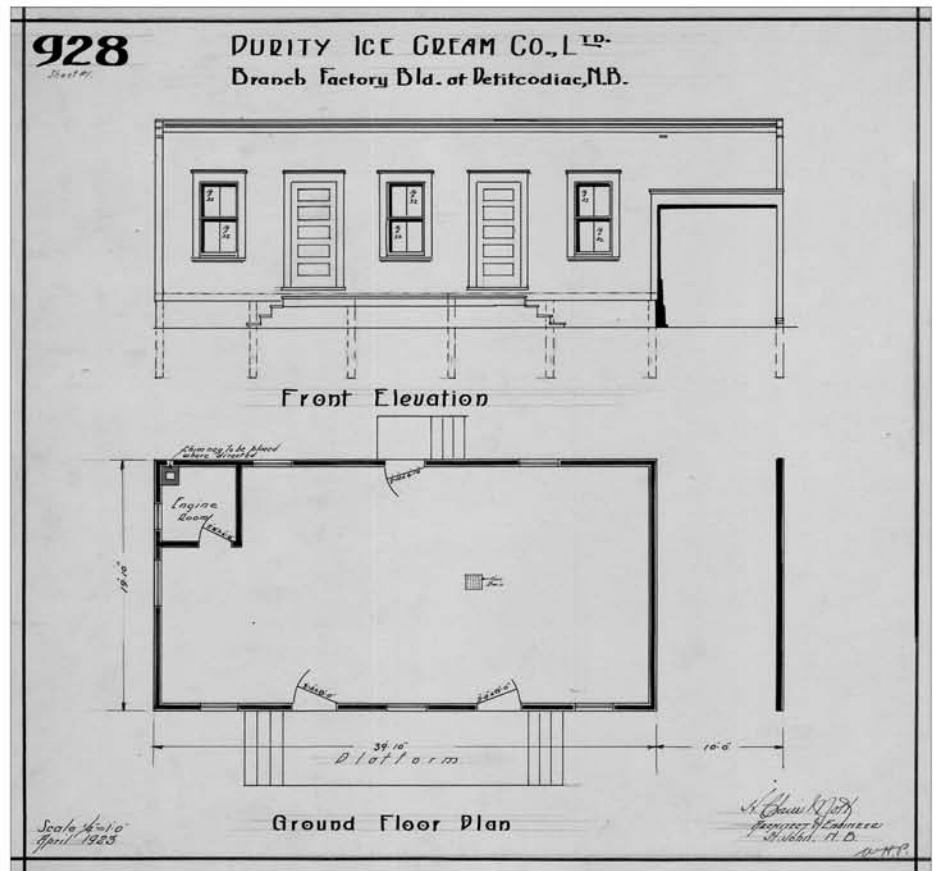 928
Sheet #1.
PURITY ICE CREAM CO., LTD.
Branch Factory Bld. at Petitcodiac, N.B.
Front Elevation
Chimney to be placed
where directed
Engine
Room
19'-10"
39'-10"
10'-0"
Platform
Ground Floor Plan
Scale ¼"=1'-0"
April 1923
Architect & Engineer
St. John, N.B.